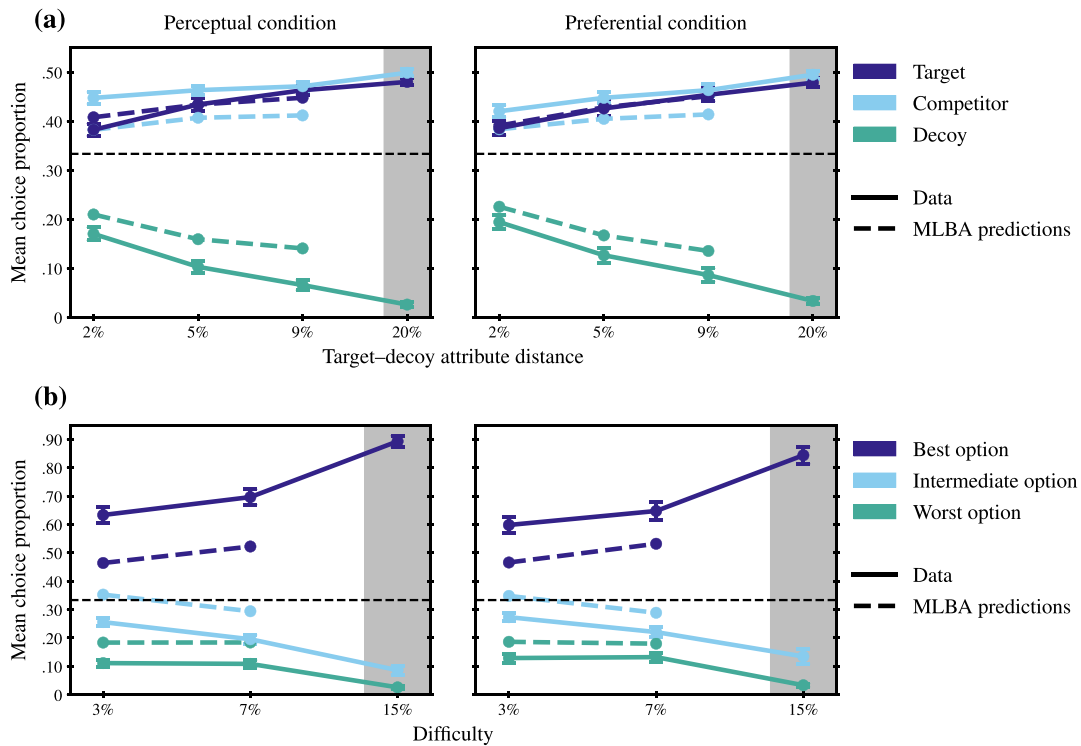 (a)
Perceptual condition
Preferential condition
Mean choice proportion
.50
.40
.30
.20
.10
0
2%
5%
9%
20%
2%
5%
9%
20%
Target–decoy attribute distance
Target
Competitor
Decoy
Data
MLBA predictions
(b)
Mean choice proportion
.90
.80
.70
.60
.50
.40
.30
.20
.10
0
3%
7%
15%
3%
7%
15%
Difficulty
Best option
Intermediate option
Worst option
Data
MLBA predictions